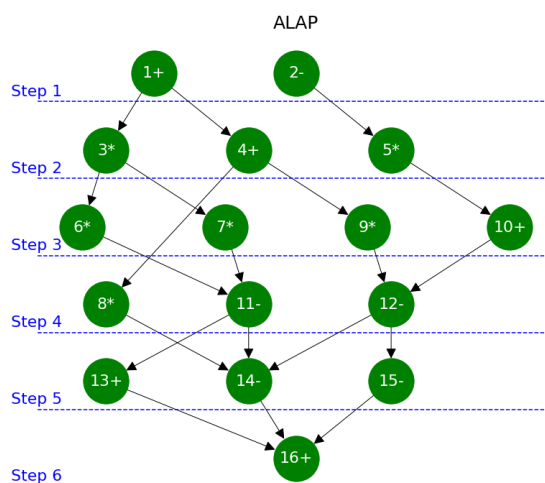 ALAP
1+ 2-
Step 1
3* 4+ 5*
Step 2
6* 7* 9* 10+
Step 3
8* 11- 12-
Step 4
13+ 14- 15-
Step 5
16+
Step 6